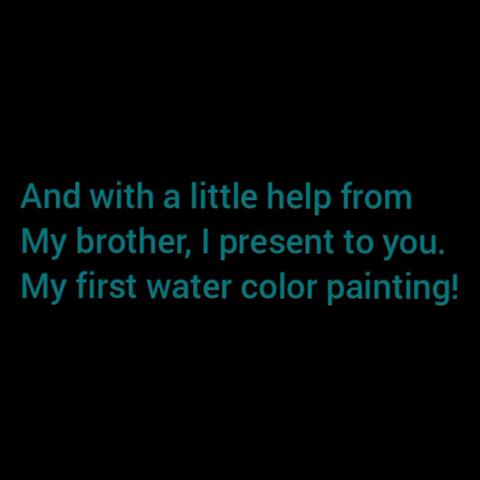 And with a little help from
My brother, I present to you.
My first water color painting!